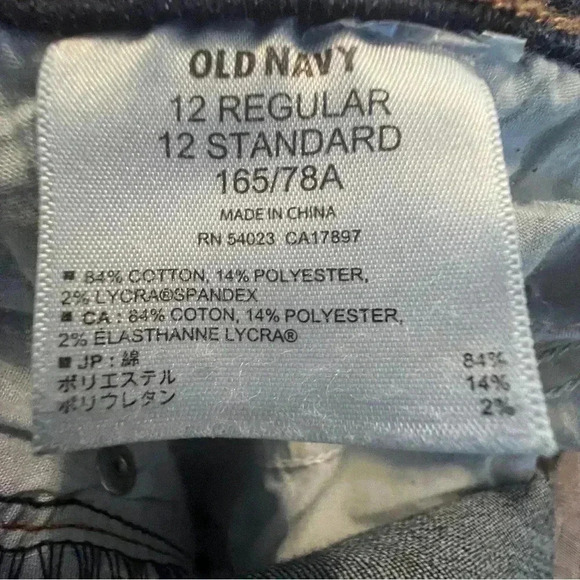 OLD NAVY
12 REGULAR
12 STANDARD
165/78A
MADE IN CHINA
RN 54023 CA17897
■ 84% COTTON, 14% POLYESTER,
2% LYCRA®SPANDEX
■ CA : 84% COTON, 14% POLYESTER,
2% ÉLASTHANNE LYCRA®
■ JP : 綿 84%
ポリエステル 14%
ポリウレタン 2%